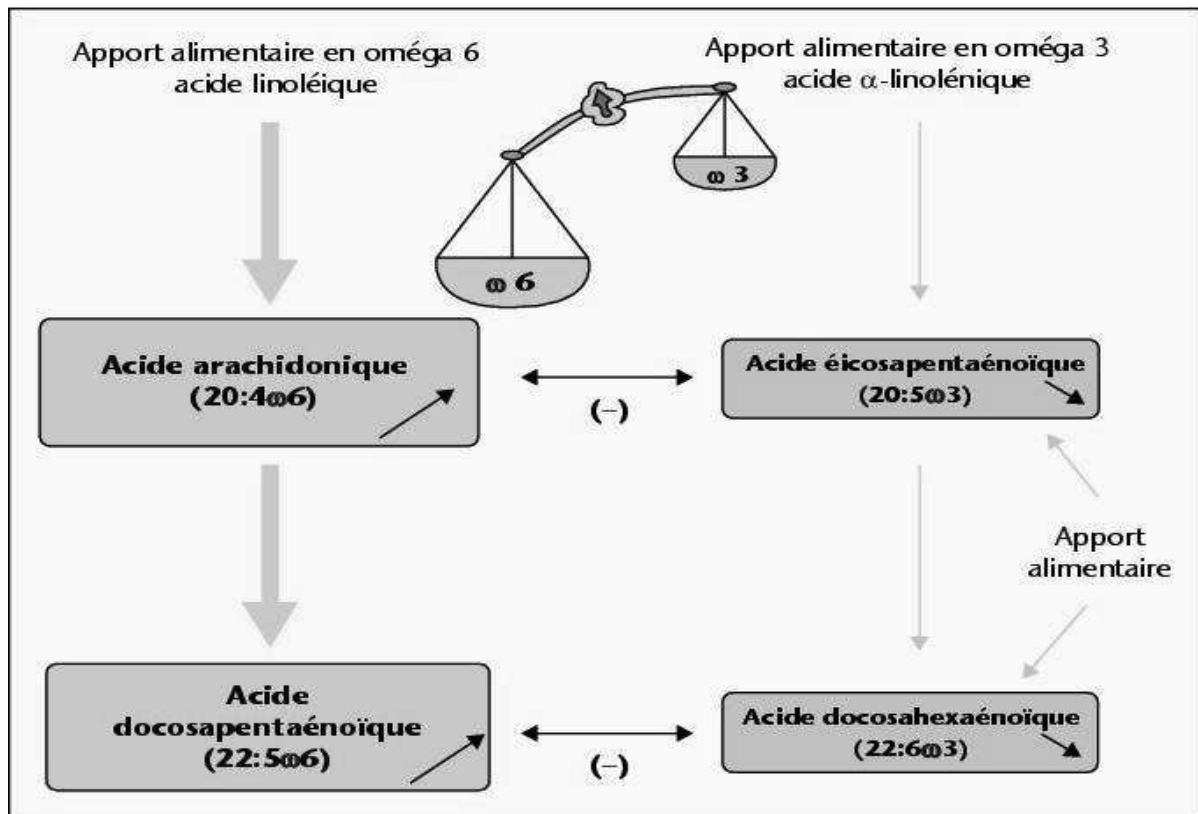 Apport alimentaire en oméga 6
acide linoléique
Apport alimentaire en oméga 3
acide α-linolénique
ω 3
ω 6
Acide arachidonique
(20:4ω6)
(−)
Acide éicosapentaénoïque
(20:5ω3)
Apport
alimentaire
Acide
docosapentaénoïque
(22:5ω6)
(−)
Acide docosahexaénoïque
(22:6ω3)